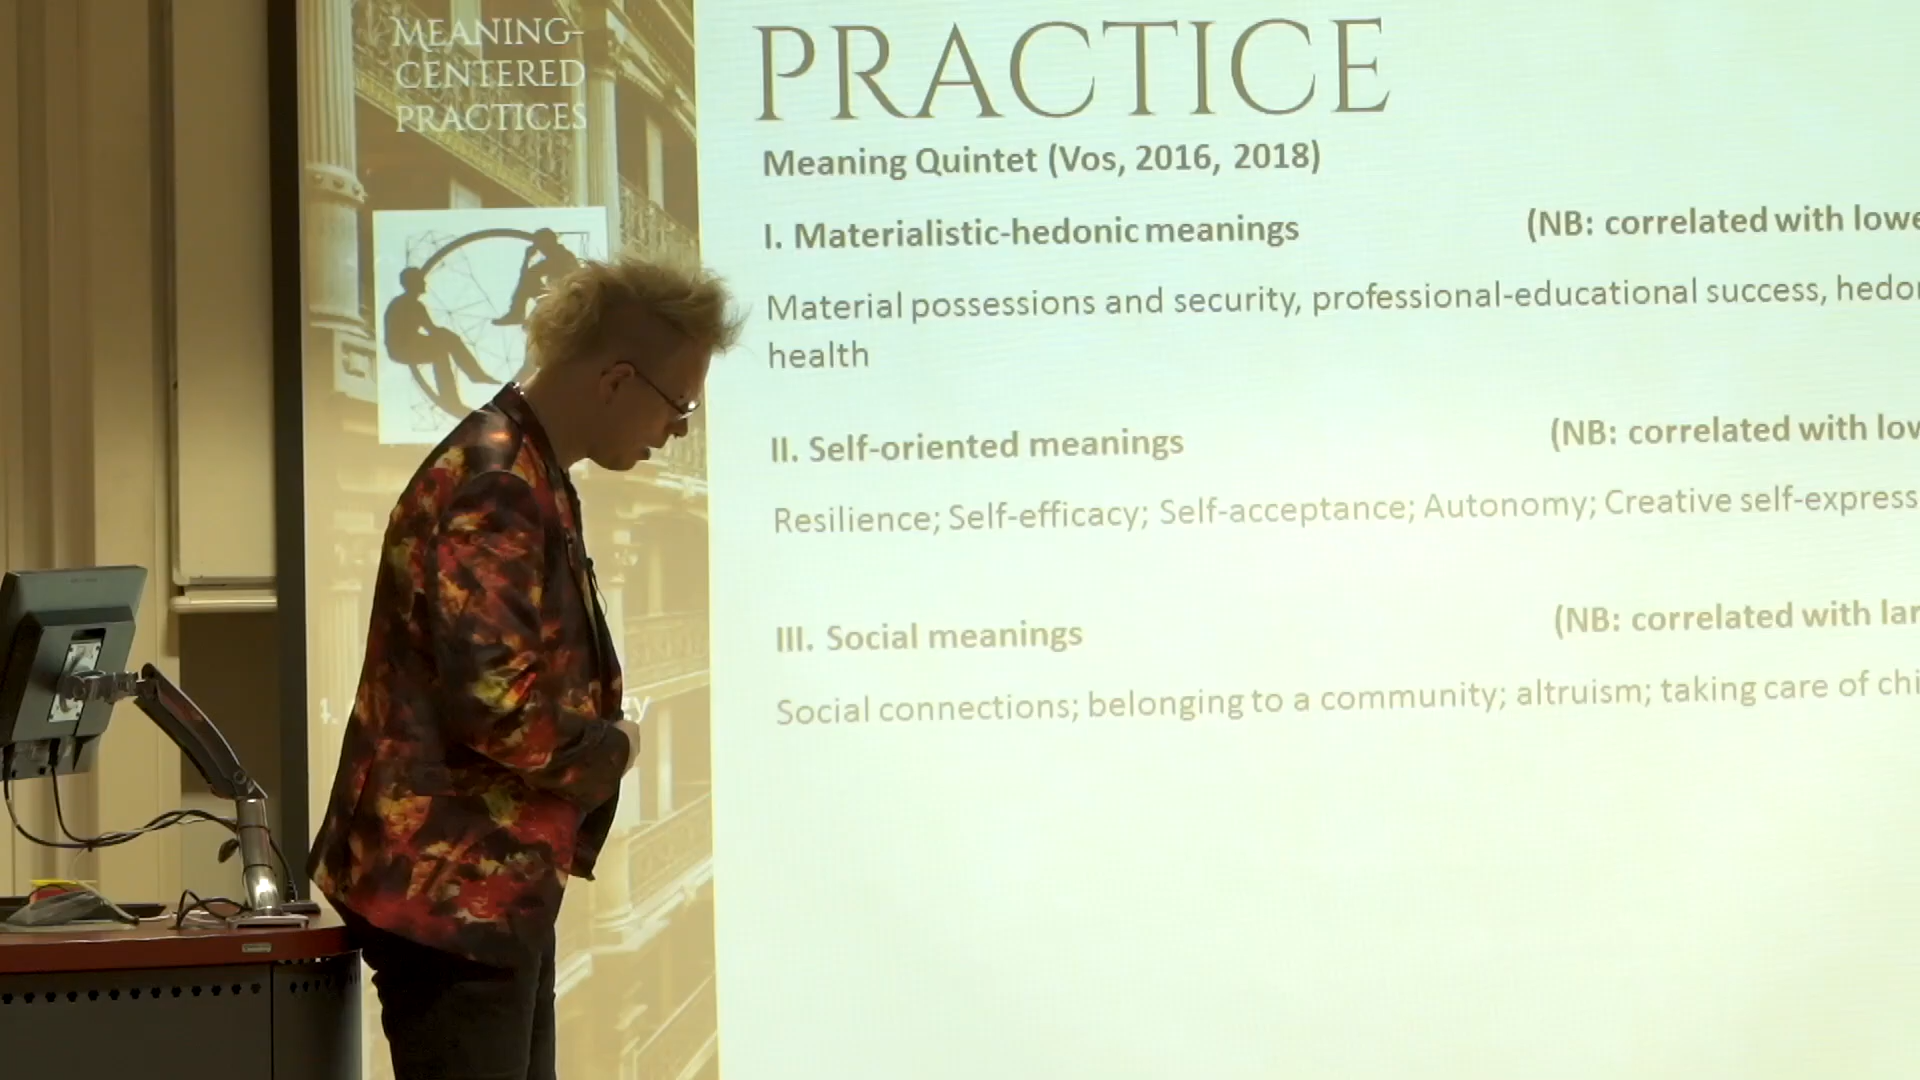 MEANING-
CENTERED
PRACTICES
PRACTICE
Meaning Quintet (Vos, 2016, 2018)
I. Materialistic-hedonic meanings (NB: correlated with lowe
Material possessions and security, professional-educational success, hedo
health
II. Self-oriented meanings (NB: correlated with low
Resilience; Self-efficacy; Self-acceptance; Autonomy; Creative self-express
III. Social meanings (NB: correlated with lar
Social connections; belonging to a community; altruism; taking care of chi